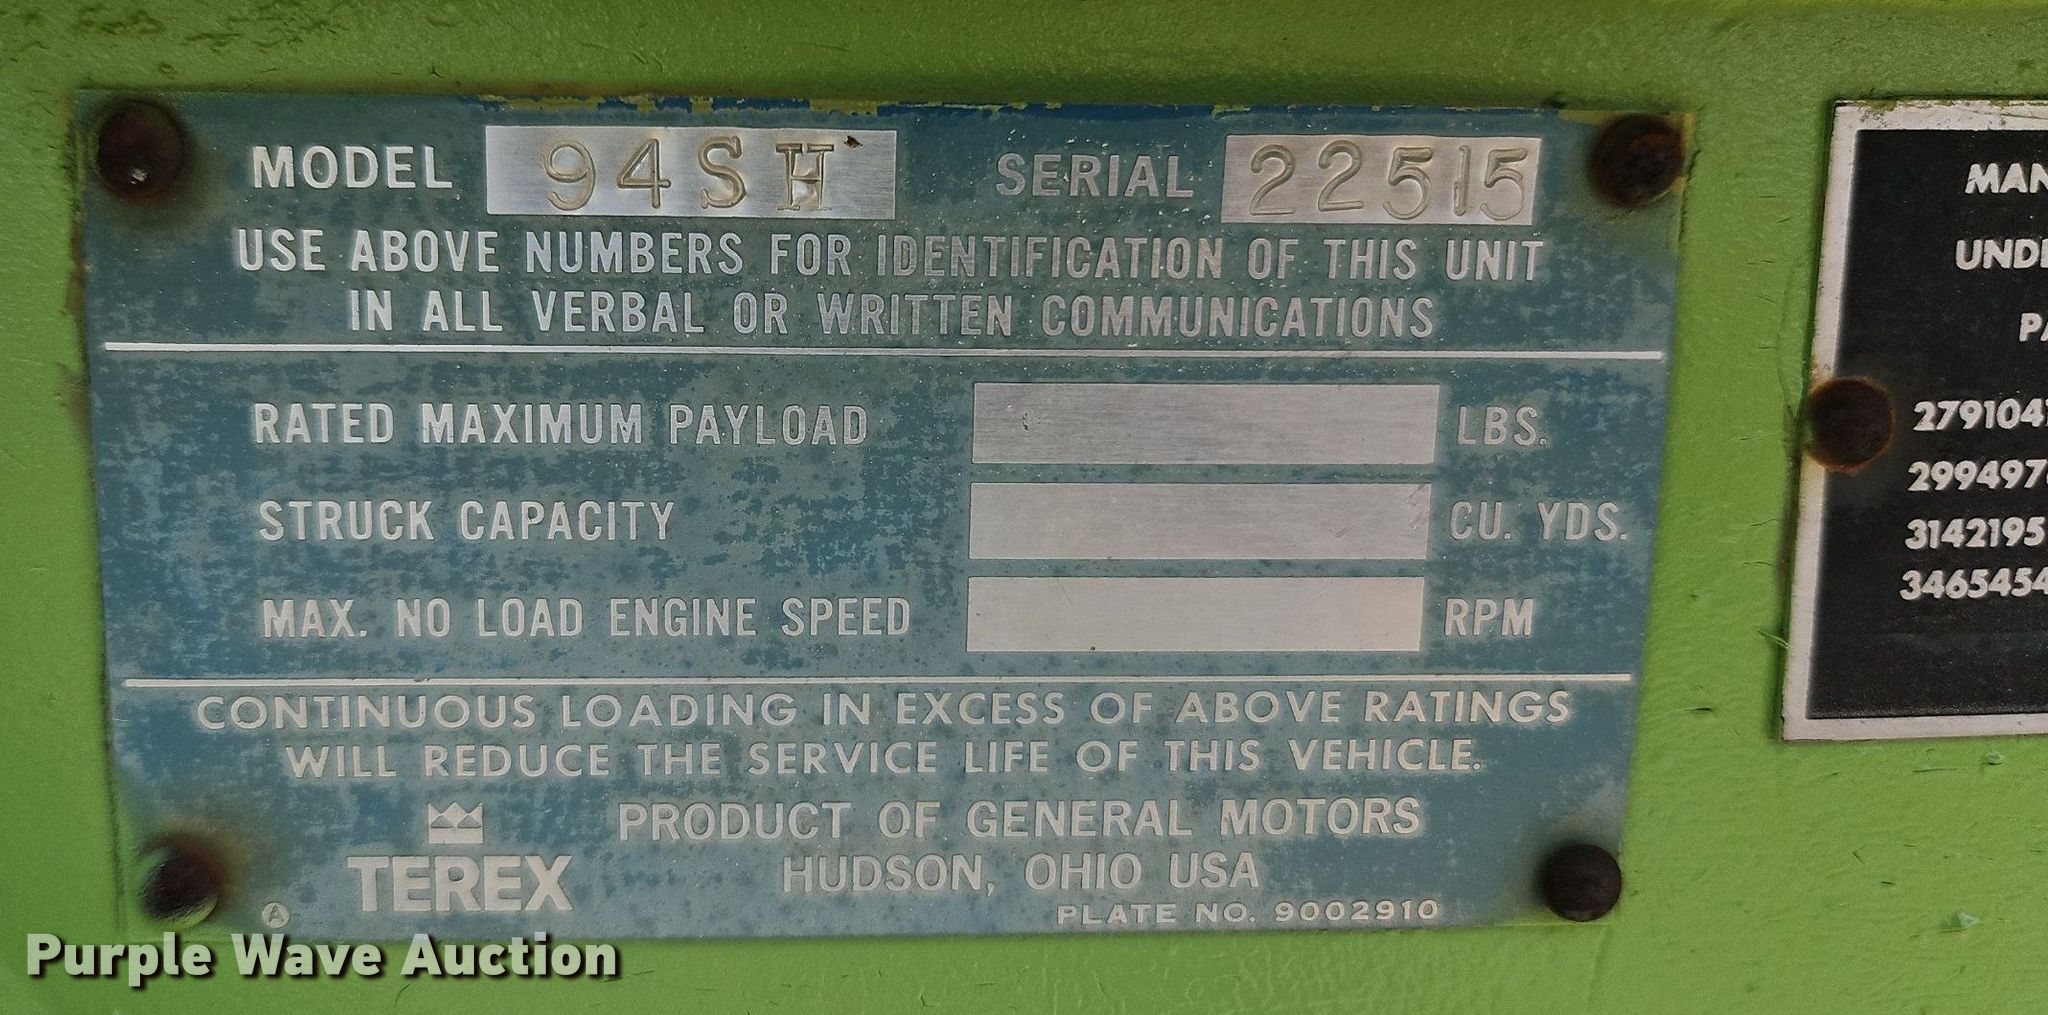 MODEL 94SH SERIAL 22515
USE ABOVE NUMBERS FOR IDENTIFICATION OF THIS UNIT
IN ALL VERBAL OR WRITTEN COMMUNICATIONS
RATED MAXIMUM PAYLOAD LBS.
STRUCK CAPACITY CU. YDS.
MAX. NO LOAD ENGINE SPEED RPM
CONTINUOUS LOADING IN EXCESS OF ABOVE RATINGS
WILL REDUCE THE SERVICE LIFE OF THIS VEHICLE.
TEREX
PRODUCT OF GENERAL MOTORS
HUDSON, OHIO USA
PLATE NO. 9002910
A
3142195
Purple Wave Auction